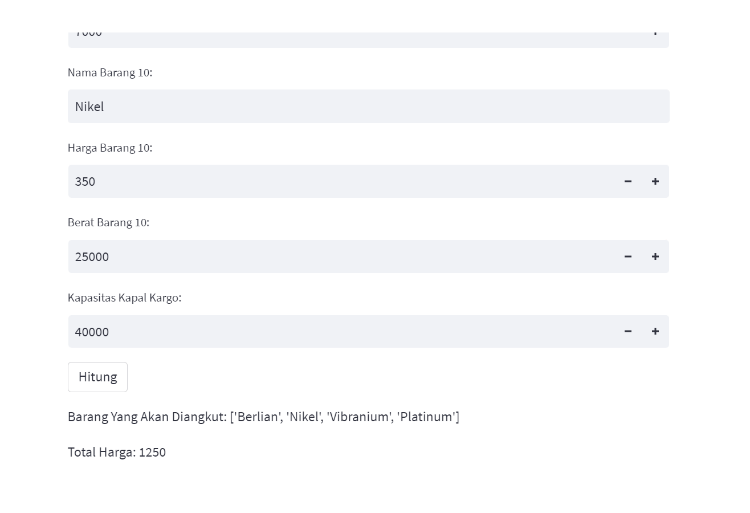 7000
Nama Barang 10:
Nikel
Harga Barang 10:
350
Berat Barang 10:
25000
Kapasitas Kapal Kargo:
40000
Hitung
Barang Yang Akan Diangkut: ['Berlian', 'Nikel', 'Vibranium', 'Platinum']
Total Harga: 1250